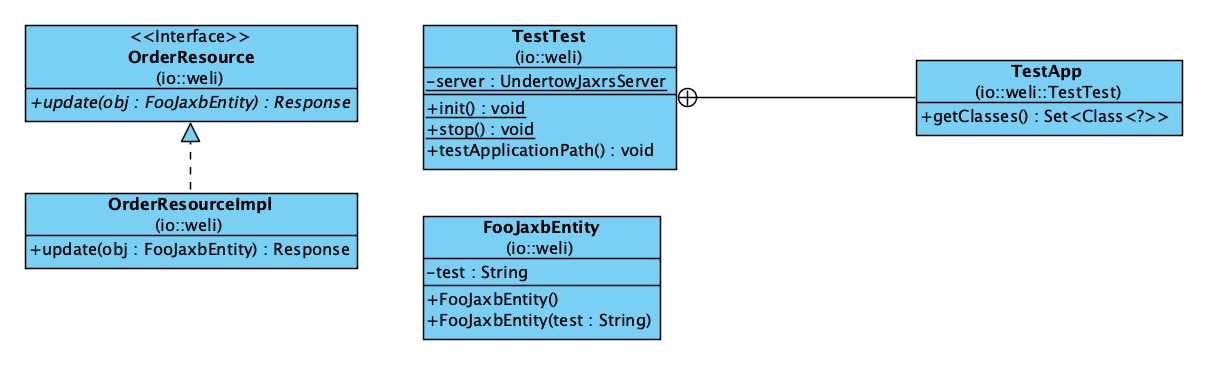 <<Interface>>
OrderResource
(io::weli)
+update(obj : FooJaxbEntity) : Response
OrderResourceImpl
(io::weli)
+update(obj : FooJaxbEntity) : Response
TestTest
(io::weli)
-server : UndertowJaxrsServer
+init() : void
+stop() : void
+testApplicationPath() : void
FooJaxbEntity
(io::weli)
-test : String
+FooJaxbEntity()
+FooJaxbEntity(test : String)
TestApp
(io::weli::TestTest)
+getClasses() : Set<Class<?>>